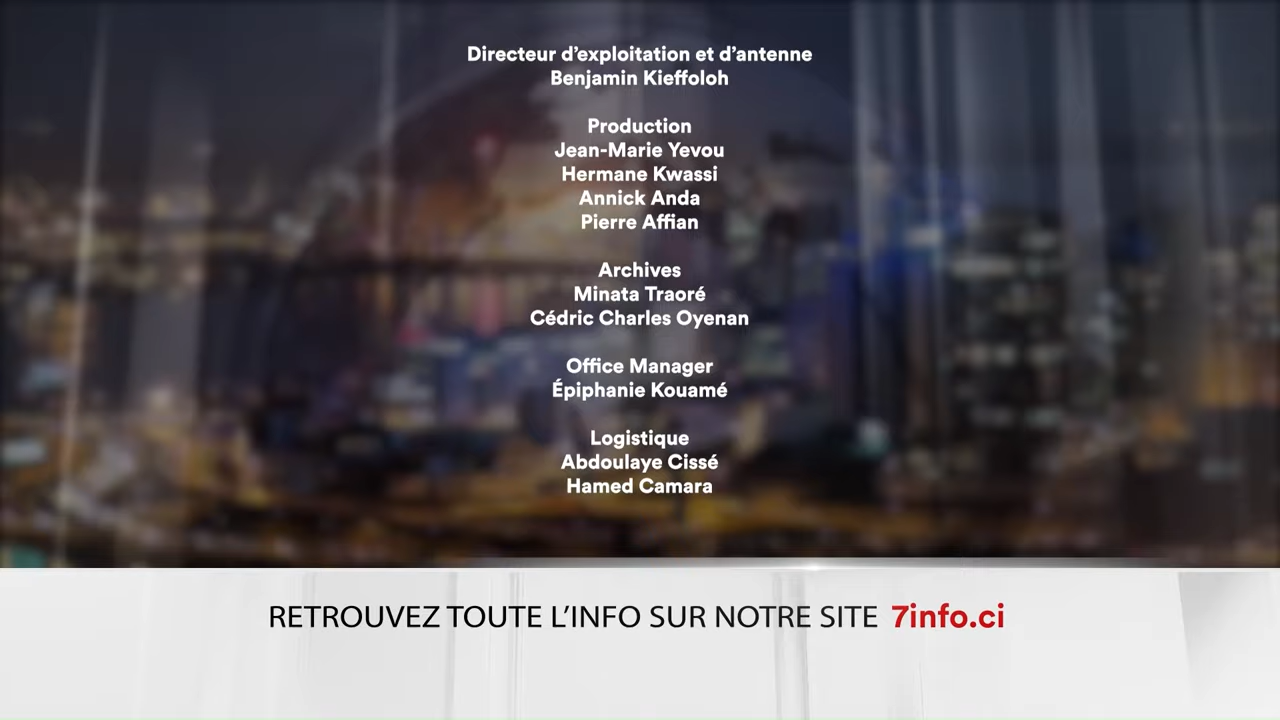 Directeur d’exploitation et d’antenne
Benjamin Kieffoloh
Production
Jean-Marie Yevou
Hermane Kwassi
Annick Anda
Pierre Affian
Archives
Minata Traoré
Cédric Charles Oyenan
Office Manager
Épiphanie Kouamé
Logistique
Abdoulaye Cissé
Hamed Camara
RETROUVEZ TOUTE L’INFO SUR NOTRE SITE 7info.ci